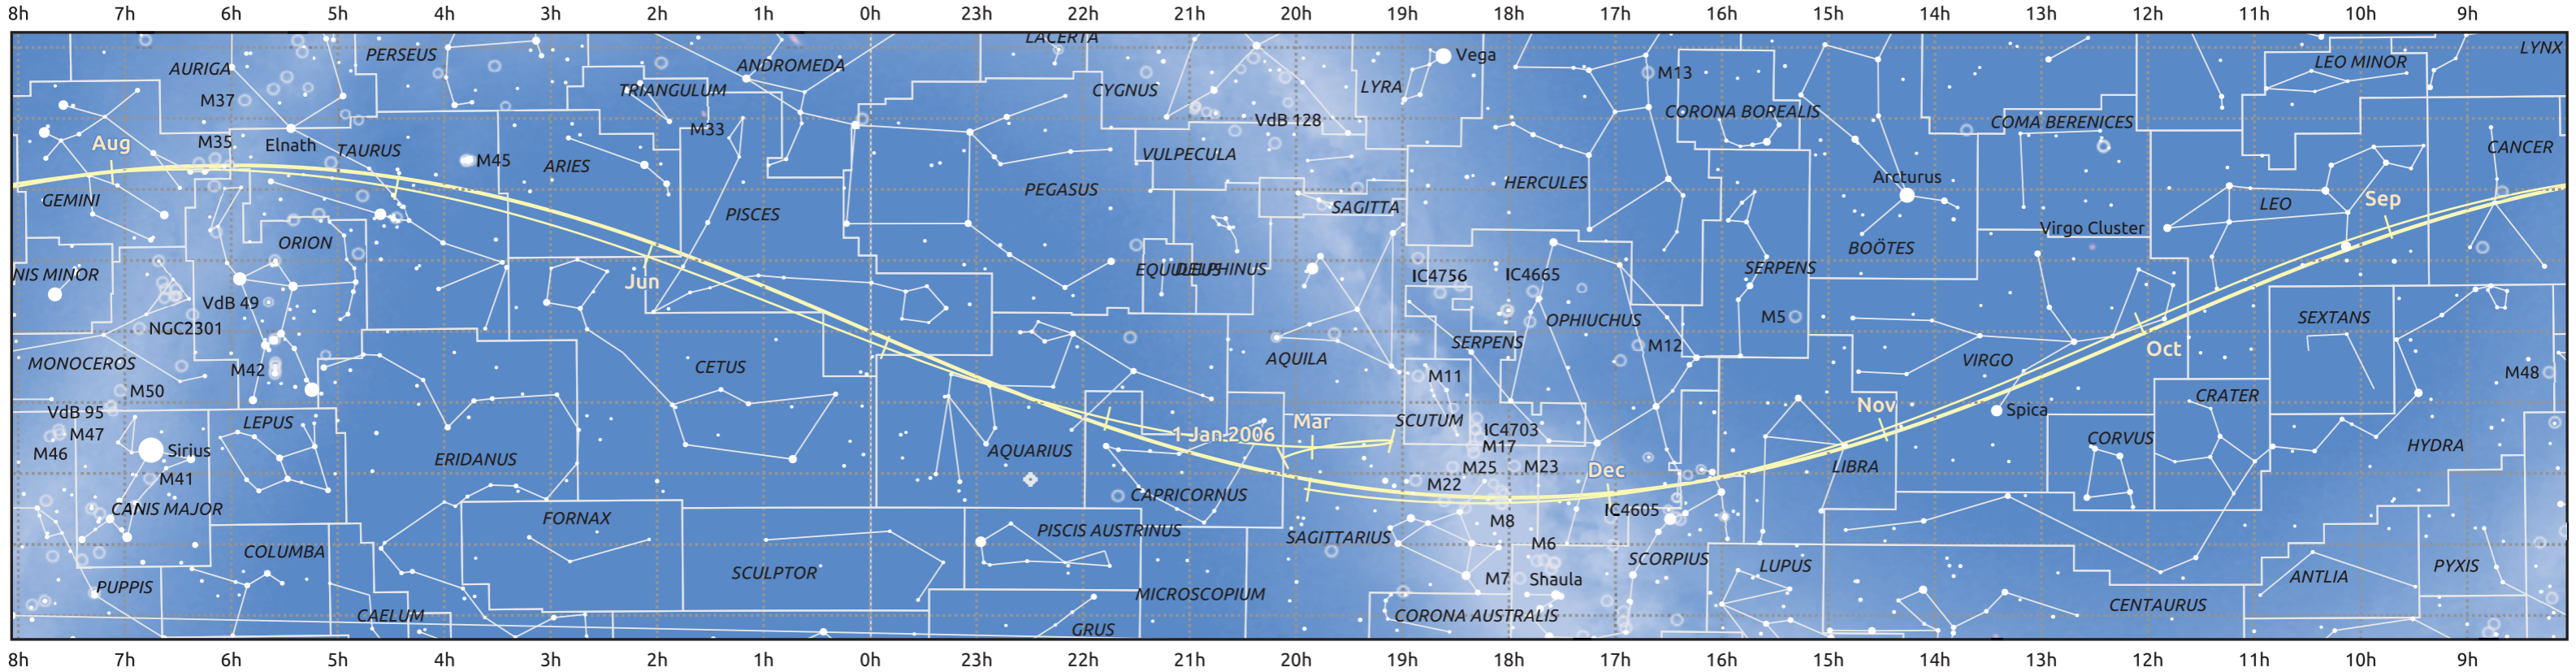 8h 7h 6h 5h 4h 3h 2h 1h 0h 23h 22h 21h 20h 19h 18h 17h 16h 15h 14h 13h 12h 11h 10h 9h
LACERTA
LYNX
PERSEUS
Vega
AURIGA
ANDROMEDA
LEO MINOR
M13
TRIANGULUM
CYGNUS
LYRA
M37
CORONA BOREALIS
VdB 128
COMA BERENICES
M33
M35
Elnath
Aug
TAURUS
M45
ARIES
VULPECULA
CANCER
Arcturus
HERCULES
PEGASUS
GEMINI
Sep
LEO
SAGITTA
PISCES
Virgo Cluster
ORION
BOÖTES
NIS MINOR
EQUULEUS
DELPHINUS
SERPENS
IC4756
IC4665
Jun
VdB 49
M5
SEXTANS
OPHIUCHUS
NGC2301
SERPENS
M12
Oct
AQUILA
VIRGO
MONOCEROS
CETUS
M42
M48
M11
M50
CRATER
VdB 95
Nov
Spica
LEPUS
Mar
SCUTUM
M47
1 Jan 2006
IC4703
CORVUS
HYDRA
M17
Sirius
AQUARIUS
M46
ERIDANUS
M25
M23
Dec
LIBRA
M41
M22
CAPRICORNUS
CANIS MAJOR
IC4605
FORNAX
M8
PISCIS AUSTRINUS
SAGITTARIUS
M6
COLUMBA
SCORPIUS
LUPUS
PYXIS
SCULPTOR
M7
Shaula
ANTLIA
PUPPIS
MICROSCOPIUM
CENTAURUS
CAELUM
CORONA AUSTRALIS
GRUS
8h 7h 6h 5h 4h 3h 2h 1h 0h 23h 22h 21h 20h 19h 18h 17h 16h 15h 14h 13h 12h 11h 10h 9h